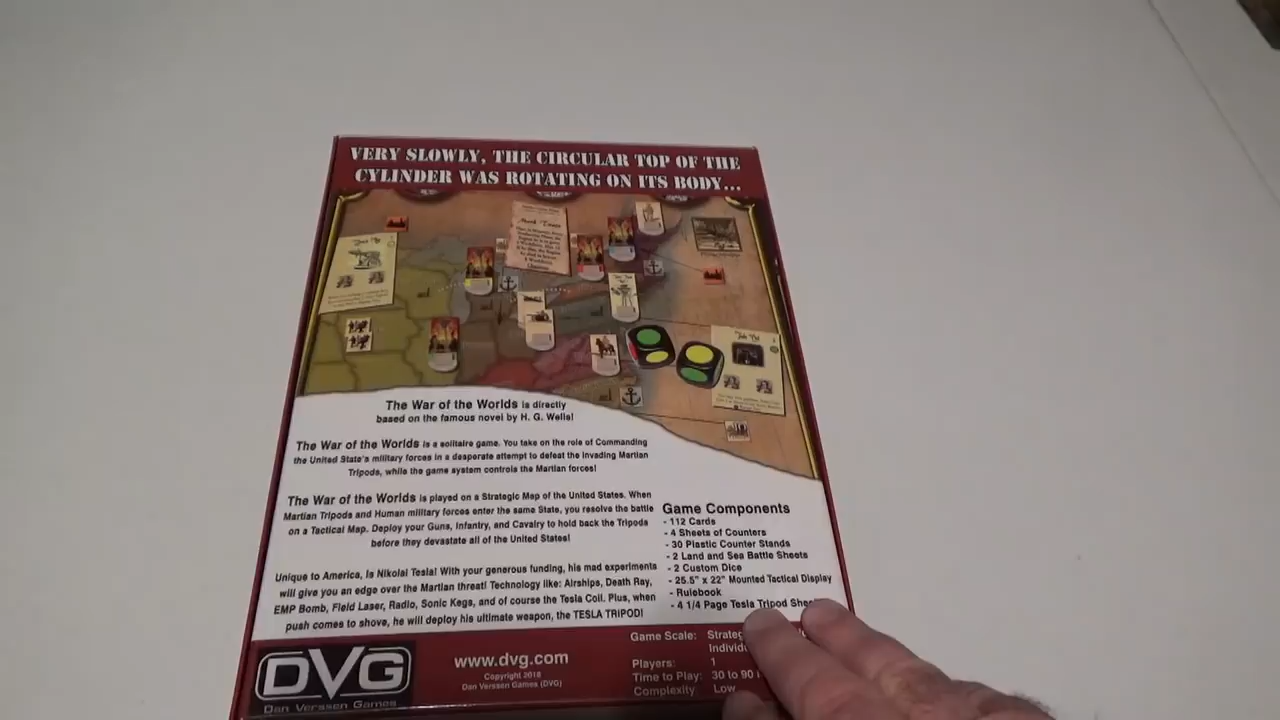 VERY SLOWLY, THE CIRCULAR TOP OF THE
CYLINDER WAS ROTATING ON ITS BODY...
The War of the Worlds is directly
based on the famous novel by H. G. Wells!
The War of the Worlds is a solitaire game. You take on the role of Commanding
the United State's military forces in a desperate attempt to defeat the invading Martian
Tripods, while the game system controls the Martian forces!
The War of the Worlds is played on a Strategic Map of the United States. When
Martian Tripods and Human military forces enter the same State, you resolve the battle
on a Tactical Map. Deploy your Guns, Infantry, and Cavalry to hold back the Tripods
before they devastate all of the United States!
Unique to America, is Nikolai Tesla! With your generous funding, his mad experiments
will give you an edge over the Martian threat! Technology like: Airships, Death Ray,
EMP Bomb, Field Laser, Radio, Sonic Kegs, and of course the Tesla Coil. Plus, when
push comes to shove, he will deploy his ultimate weapon, the TESLA TRIPOD!
Game Components
- 112 Cards
- 4 Sheets of Counters
- 30 Plastic Counter Stands
- 2 Land and Sea Battle Sheets
- 2 Custom Dice
- 25.5" x 22" Mounted Tactical Display
- Rulebook
- 4 1/4 Page Tesla Tripod
DVG
Dan Verssen Games
www.dvg.com
Copyright 2018
Dan Verssen Games (DVG)
Game Scale:
Players: 1
Time to Play: 30 to 90
Complexity Low